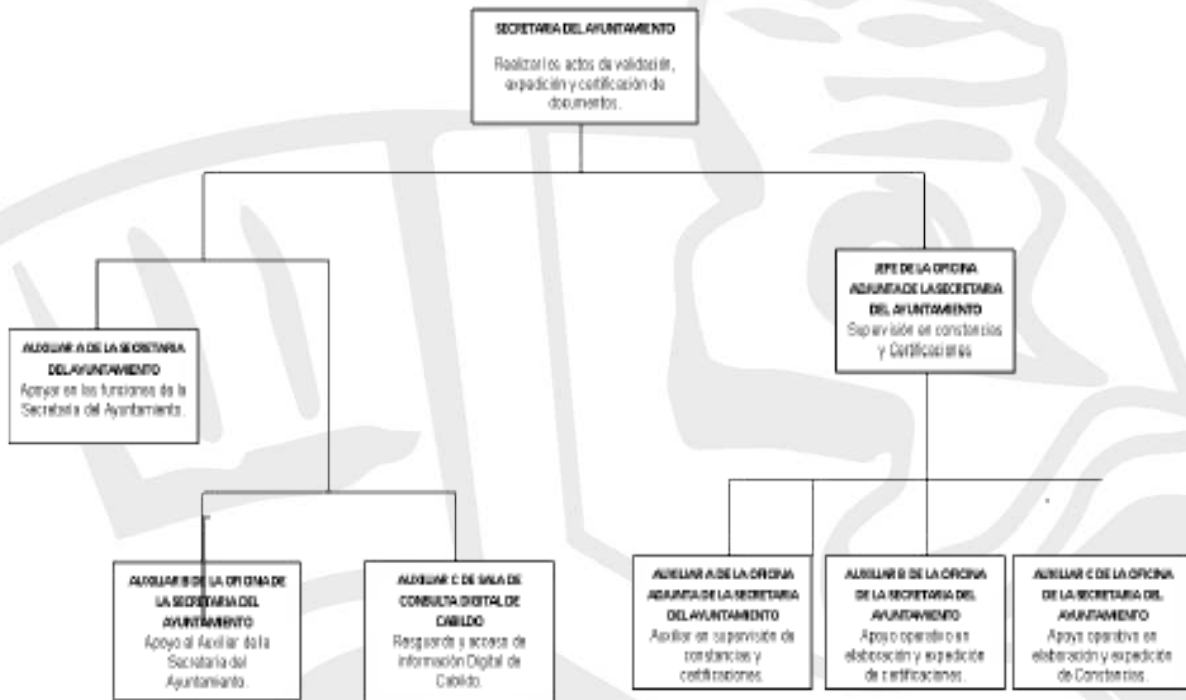 SECRETARIA DEL AYUNTAMIENTO
Realizar los actos de validación,
expedición y certificación de
documentos.
JEFE DE LA OFICINA
ADJUNTA DE LA SECRETARIA
DEL AYUNTAMIENTO
Supervisión en constancias
y Certificaciones
AUXILIAR A DE LA SECRETARIA
DEL AYUNTAMIENTO
Apoyar en las funciones de la
Secretaria del Ayuntamiento.
AUXILIAR B DE LA OFICINA DE
LA SECRETARIA DEL
AYUNTAMIENTO
Apoyo al Auxiliar de la
Secretaria del
Ayuntamiento.
AUXILIAR C DE SALA DE
CONSULTA DIGITAL DE
CABILDO
Resguardo y acceso de
información Digital de
Cabildo.
AUXILIAR A DE LA OFICINA
ADJUNTA DE LA SECRETARIA
DEL AYUNTAMIENTO
Auxiliar en supervisión de
constancias y
certificaciones.
AUXILIAR B DE LA OFICINA
DE LA SECRETARIA DEL
AYUNTAMIENTO
Apoyo operativo en
elaboración y expedición
de certificaciones.
AUXILIAR C DE LA OFICINA
DE LA SECRETARIA DEL
AYUNTAMIENTO
Apoyo operativo en
elaboración y expedición
de Constancias.